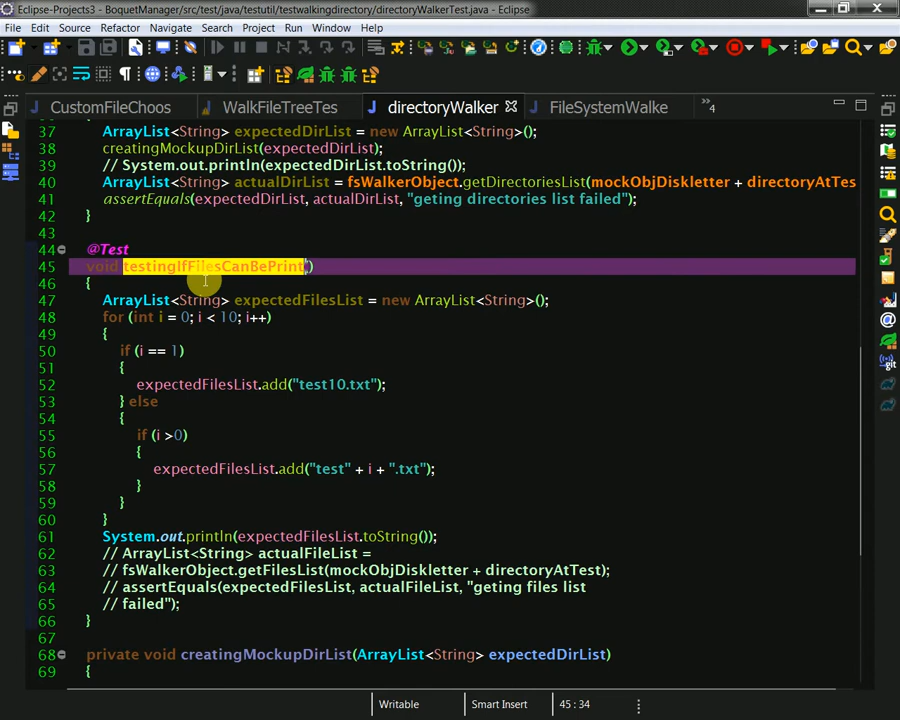 Eclipse-Projects3 - BoquetManager/src/test/java/testutil/testwalkingdirectory/directoryWalkerTest.java - Eclipse
File Edit Source Refactor Navigate Search Project Run Window Help
CustomFileChoos WalkFileTreeTes directoryWalker FileSystemWalke »4
37 ArrayList<String> expectedDirList = new ArrayList<String>();
38 creatingMockupDirList(expectedDirList);
39 // System.out.println(expectedDirList.toString());
40 ArrayList<String> actualDirList = fsWalkerObject.getDirectoriesList(mockObjDiskletter + directoryAtTes
41 assertEquals(expectedDirList, actualDirList, "geting directories list failed");
42 }
43
44 @Test
45 void testingIfFilesCanBePrint()
46 {
47 ArrayList<String> expectedFilesList = new ArrayList<String>();
48 for (int i = 0; i < 10; i++)
49 {
50 if (i == 1)
51 {
52 expectedFilesList.add("test10.txt");
53 } else
54 {
55 if (i >0)
56 {
57 expectedFilesList.add("test" + i + ".txt");
58 }
59 }
60 }
61 System.out.println(expectedFilesList.toString());
62 // ArrayList<String> actualFileList =
63 // fsWalkerObject.getFilesList(mockObjDiskletter + directoryAtTest);
64 // assertEquals(expectedFilesList, actualFileList, "geting files list
65 // failed");
66 }
67
68 private void creatingMockupDirList(ArrayList<String> expectedDirList)
69 {
Writable Smart Insert 45 : 34